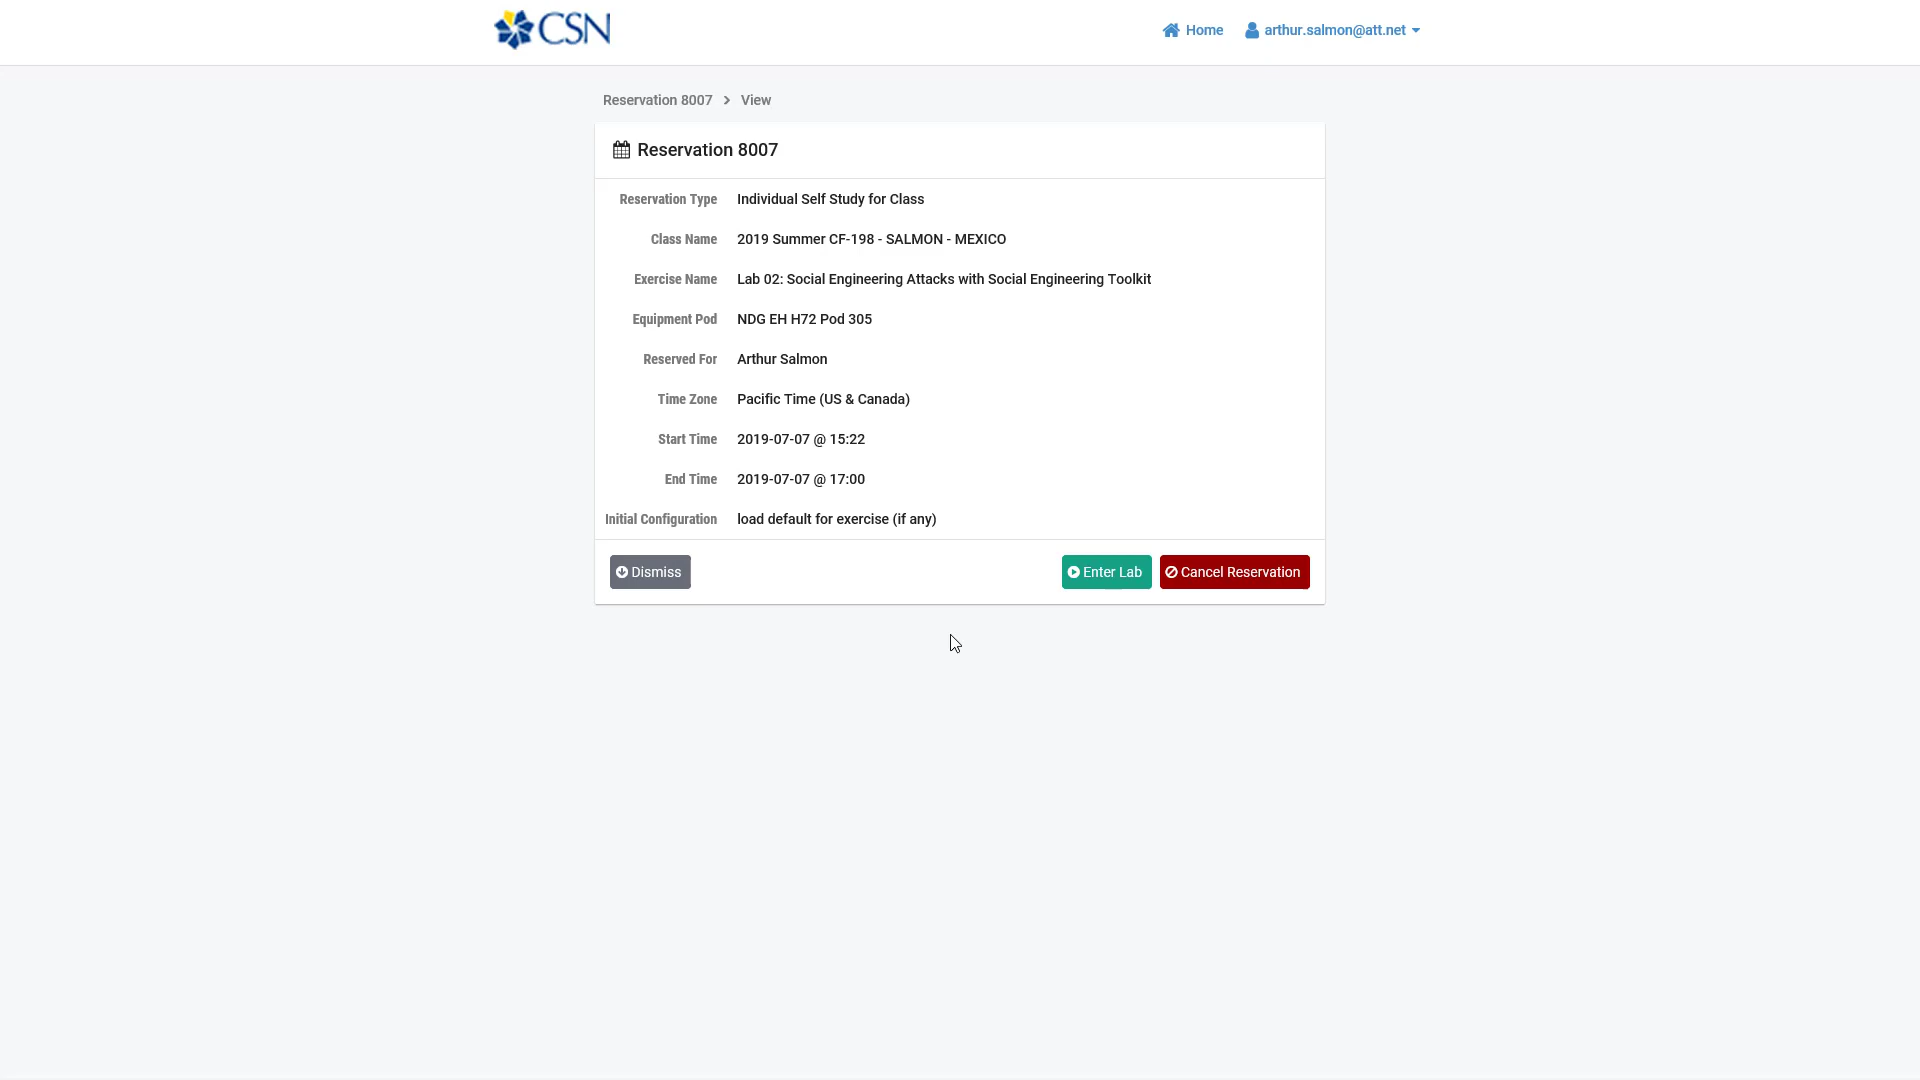 CSN
Home
arthur.salmon@att.net
Reservation 8007 > View
Reservation 8007
Reservation Type Individual Self Study for Class
Class Name 2019 Summer CF-198 - SALMON - MEXICO
Exercise Name Lab 02: Social Engineering Attacks with Social Engineering Toolkit
Equipment Pod NDG EH H72 Pod 305
Reserved For Arthur Salmon
Time Zone Pacific Time (US & Canada)
Start Time 2019-07-07 @ 15:22
End Time 2019-07-07 @ 17:00
Initial Configuration load default for exercise (if any)
Dismiss Enter Lab Cancel Reservation